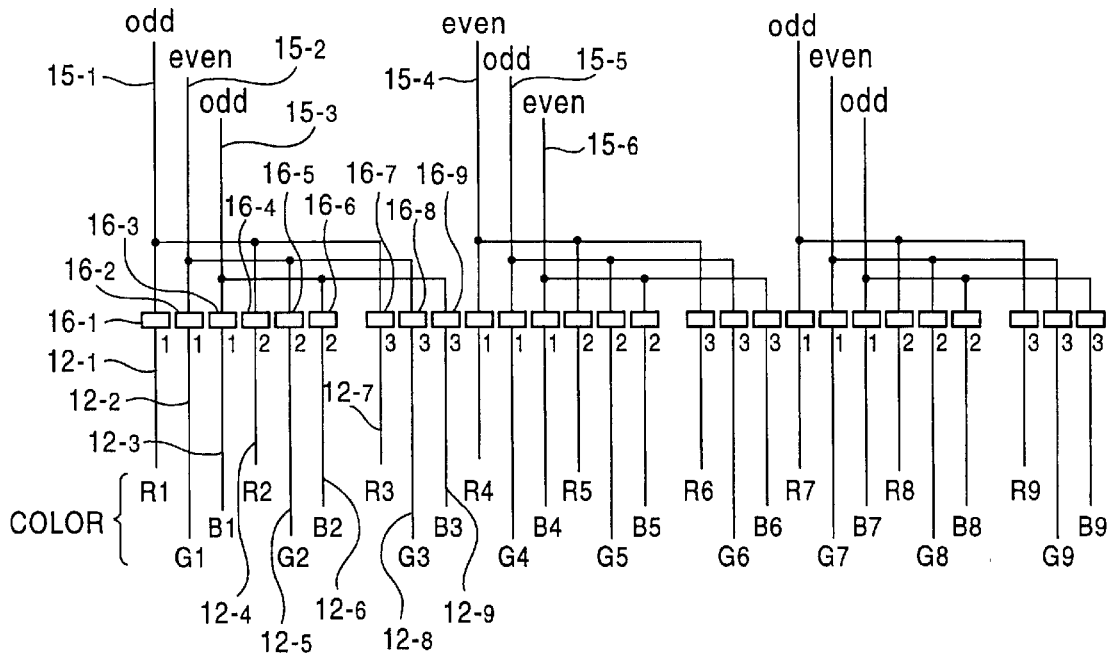 odd even odd
even 15-2 odd 15-5 even
15-1 15-4
odd even odd
15-3
15-6
16-5 16-7 16-9
16-3 16-4 16-6 16-8
16-2
16-1
1 1 1 2 2 2 3 3 3 1 1 1 2 2 2 3 3 3 1 1 1 2 2 2 3 3 3
12-1
12-2 12-7
12-3
R1 R2 R3 R4 R5 R6 R7 R8 R9
COLOR B1 B2 B3 B4 B5 B6 B7 B8 B9
G1 G2 G3 G4 G5 G6 G7 G8 G9
12-4 12-6 12-9
12-5 12-8